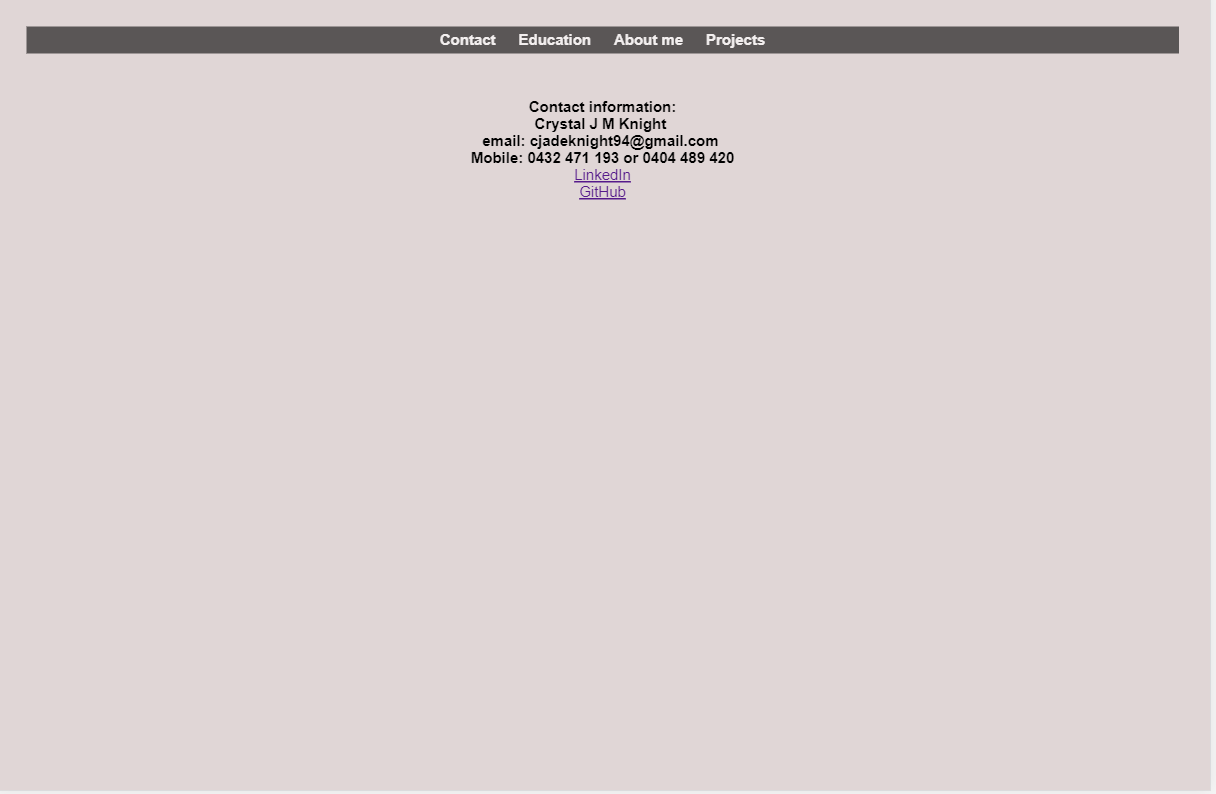 Contact Education About me Projects
Contact information:
Crystal J M Knight
email: cjadeknight94@gmail.com
Mobile: 0432 471 193 or 0404 489 420
LinkedIn
GitHub